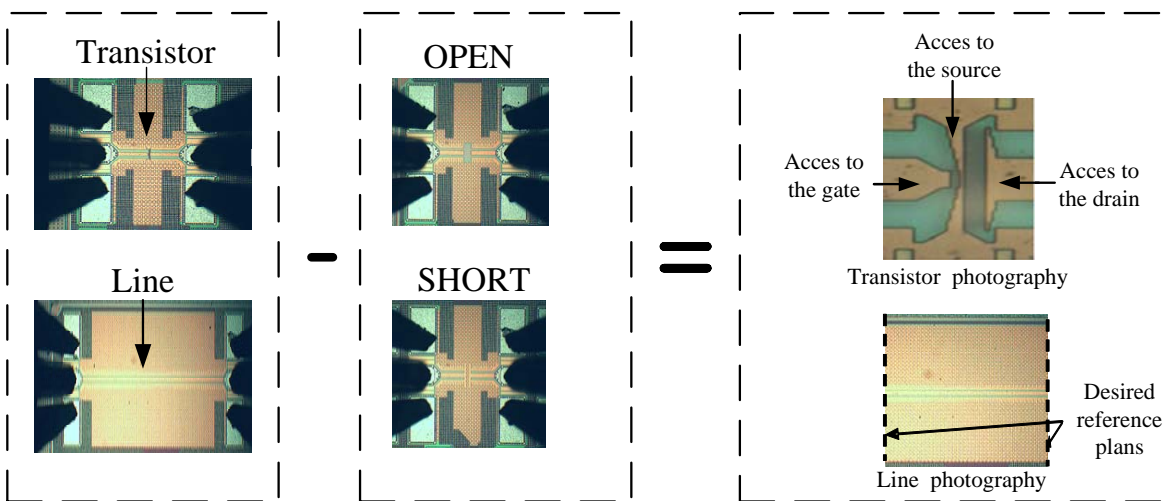 Transistor
Line
OPEN
SHORT
Acces to
the source
Acces to
the gate
Acces to
the drain
Transistor photography
Desired
reference
plans
Line photography